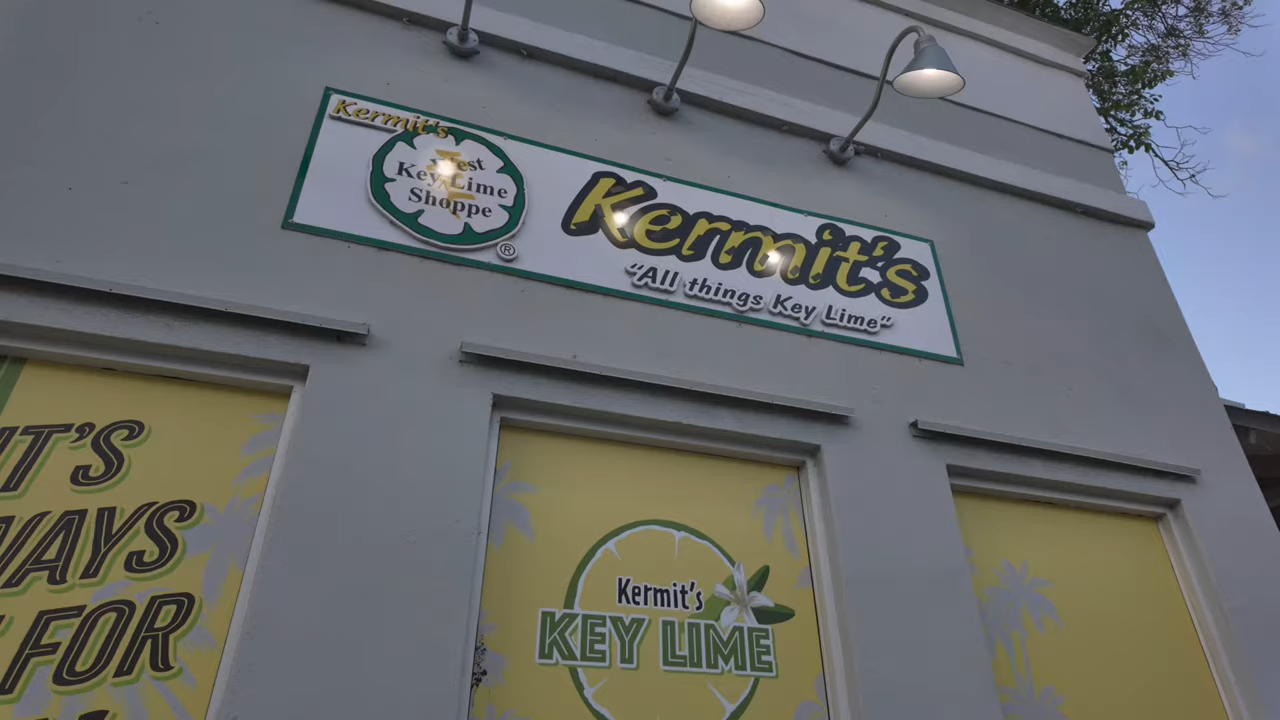 Kermit's
West
Key Lime
Shoppe
®
Kermit's
"All things Key Lime"
IT'S
WAYS
FOR
Kermit's
KEY LIME